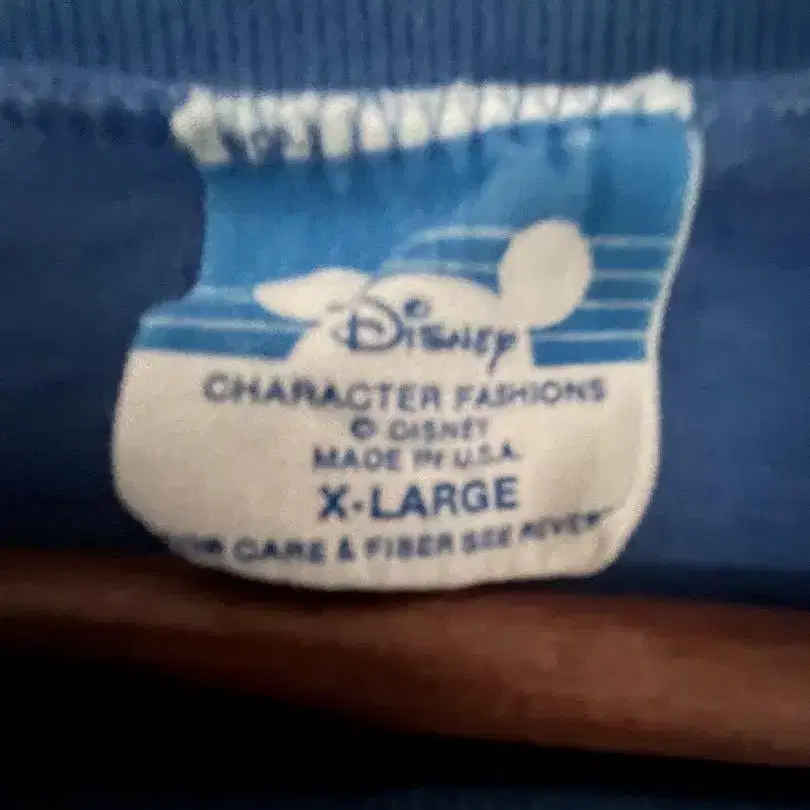 Disney
CHARACTER FASHIONS
© DISNEY
MADE IN U.S.A.
X-LARGE
CARE & FIBER SEE